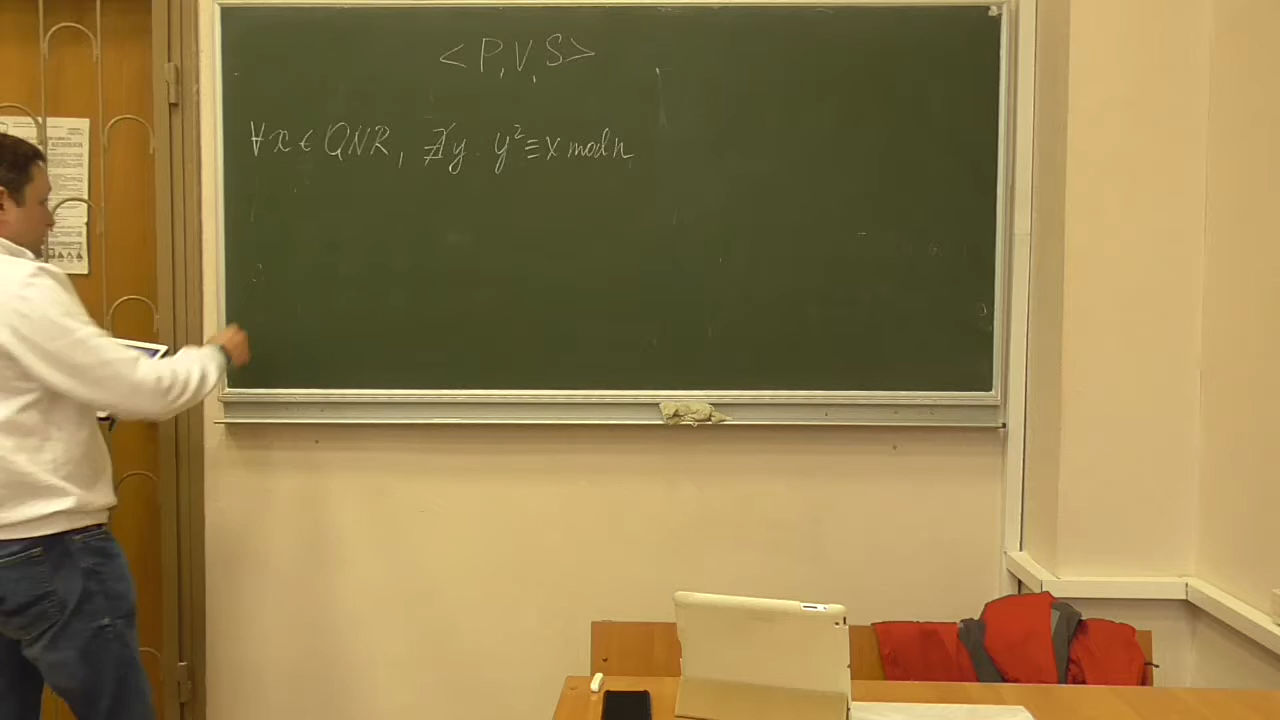 <P, V, S>
∀x ∈ QNR, ∄y. y² ≡ x mod n